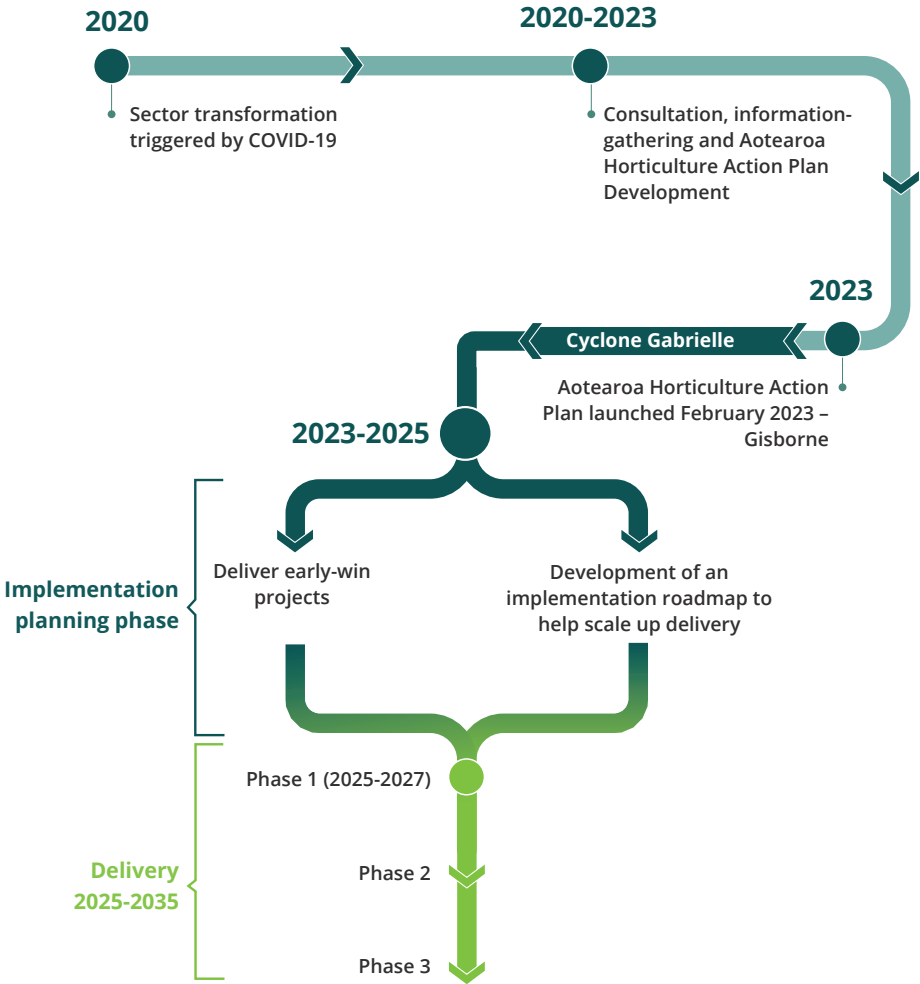 2020
2020-2023
Sector transformation
triggered by COVID-19
Consultation, information-
gathering and Aotearoa
Horticulture Action Plan
Development
2023
Cyclone Gabrielle
Aotearoa Horticulture Action
Plan launched February 2023 –
Gisborne
2023-2025
Implementation
planning phase
Deliver early-win
projects
Development of an
implementation roadmap to
help scale up delivery
Phase 1 (2025-2027)
Delivery
2025-2035
Phase 2
Phase 3